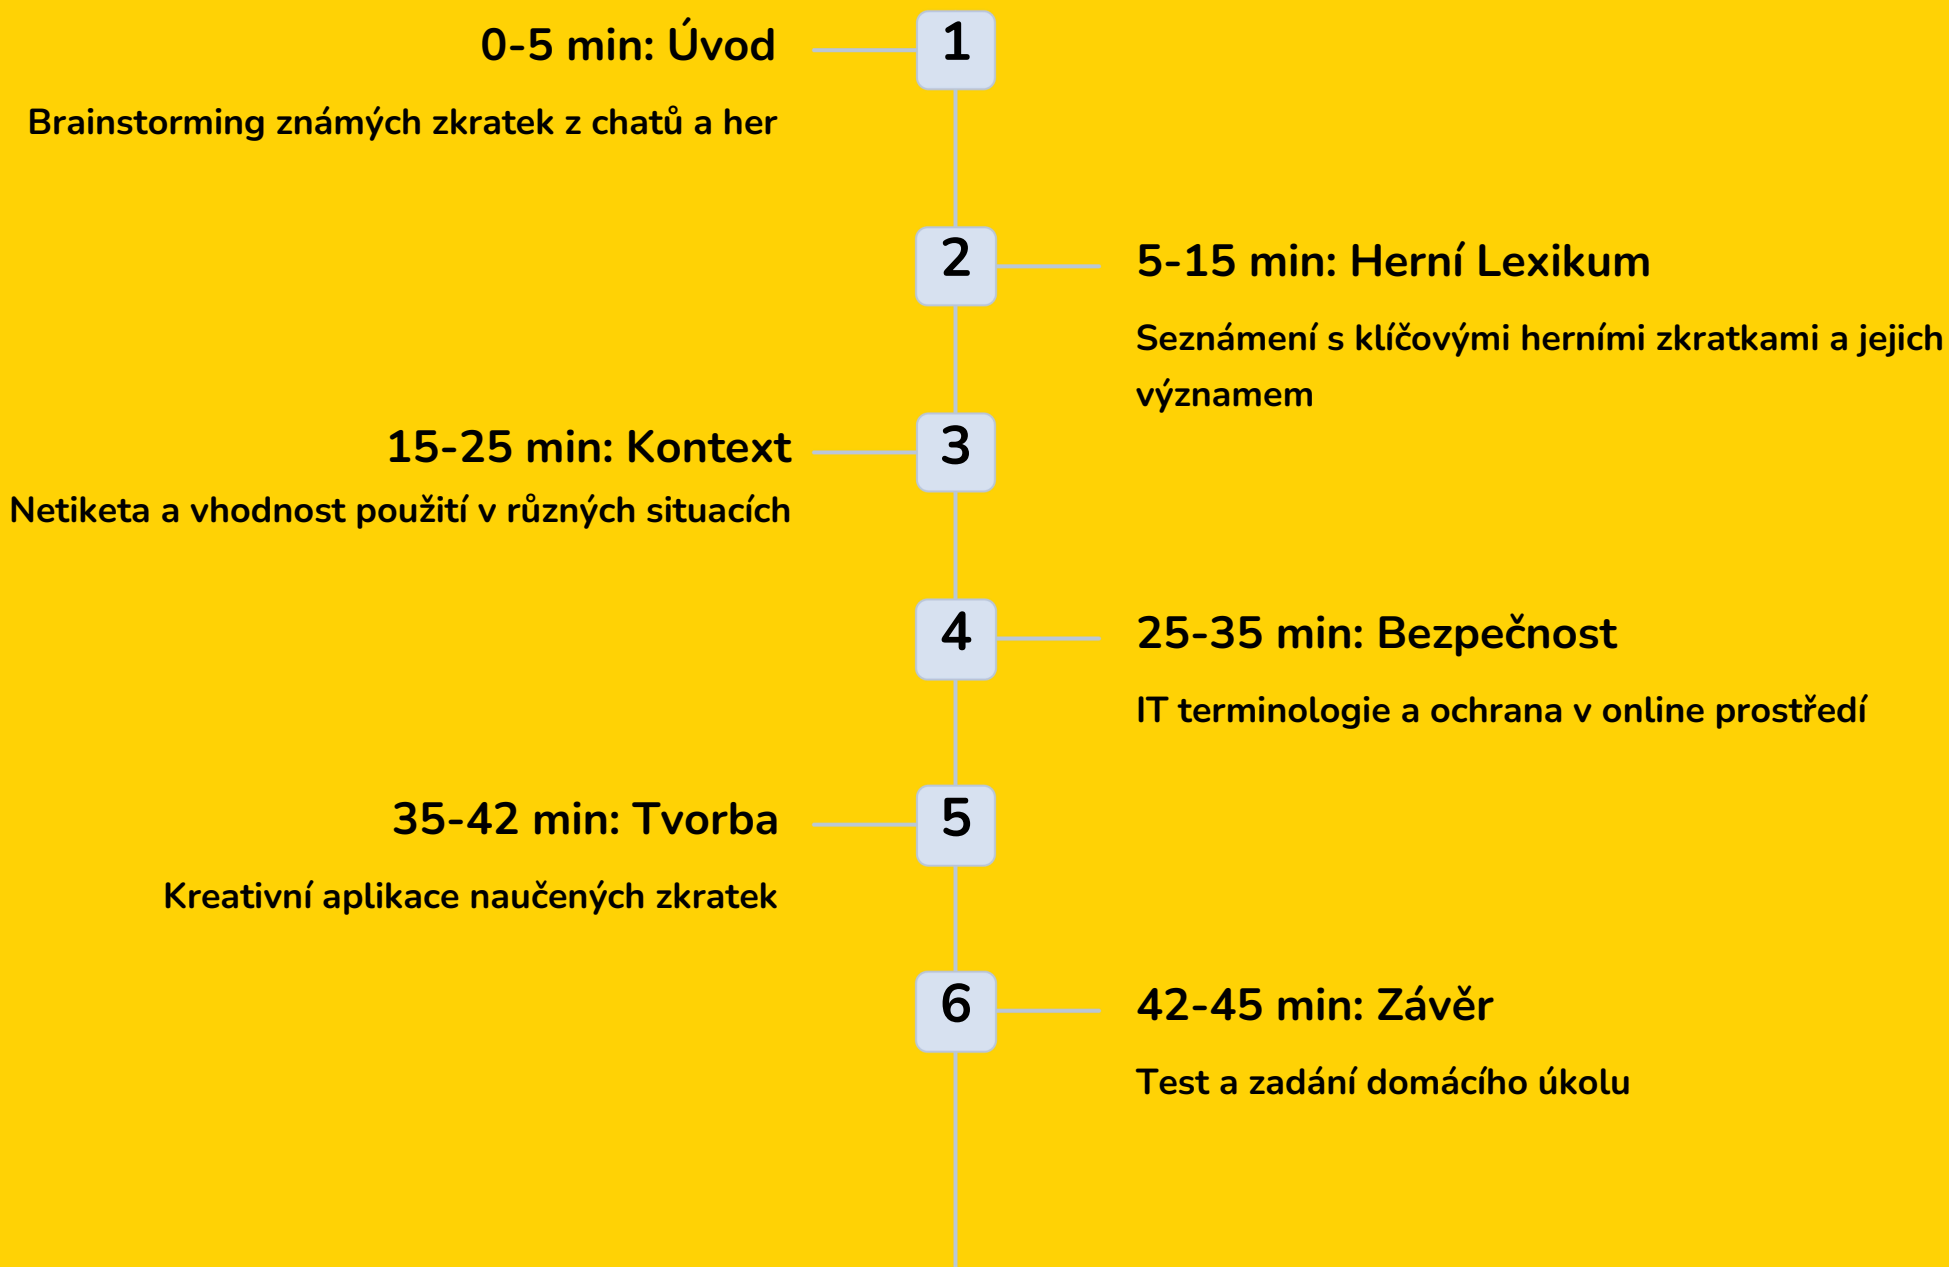 0-5 min: Úvod
1
Brainstorming známých zkratek z chatů a her
2
5-15 min: Herní Lexikum
Seznámení s klíčovými herními zkratkami a jejich
významem
15-25 min: Kontext
3
Netiketa a vhodnost použití v různých situacích
4
25-35 min: Bezpečnost
IT terminologie a ochrana v online prostředí
35-42 min: Tvorba
5
Kreativní aplikace naučených zkratek
6
42-45 min: Závěr
Test a zadání domácího úkolu